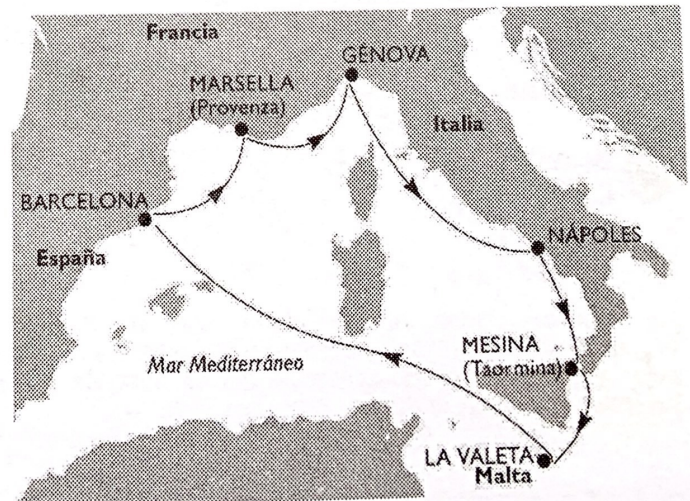 Francia
GÉNOVA
MARSELLA
(Provenza)
Italia
BARCELONA
NÁPOLES
España
MESINA
(Taormina)
Mar Mediterráneo
LA VALETA
Malta